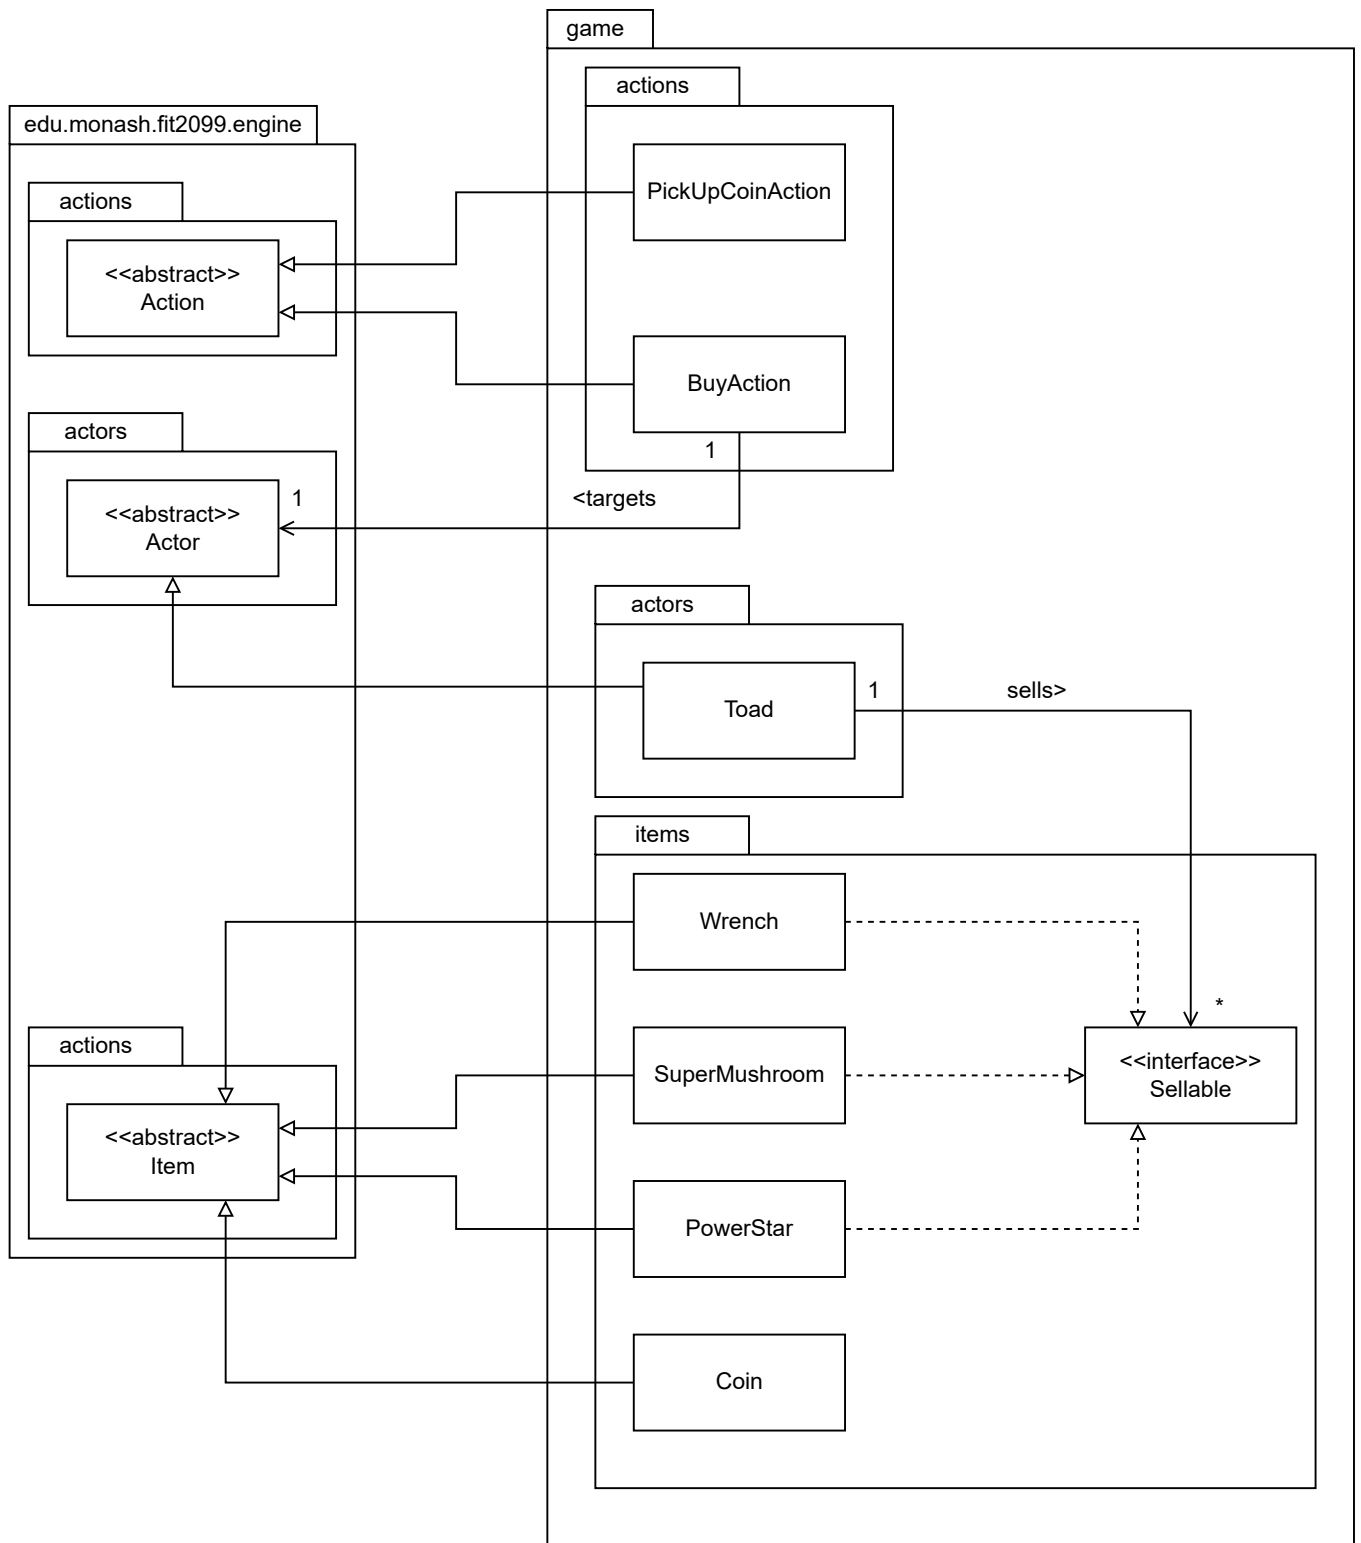 game
actions
edu.monash.fit2099.engine
PickUpCoinAction
actions
<<abstract>>
Action
BuyAction
actors
1
<<abstract>>
Actor
1
<targets
actors
Toad
1
sells>
items
Wrench
*
actions
SuperMushroom
<<interface>>
Sellable
<<abstract>>
Item
PowerStar
Coin